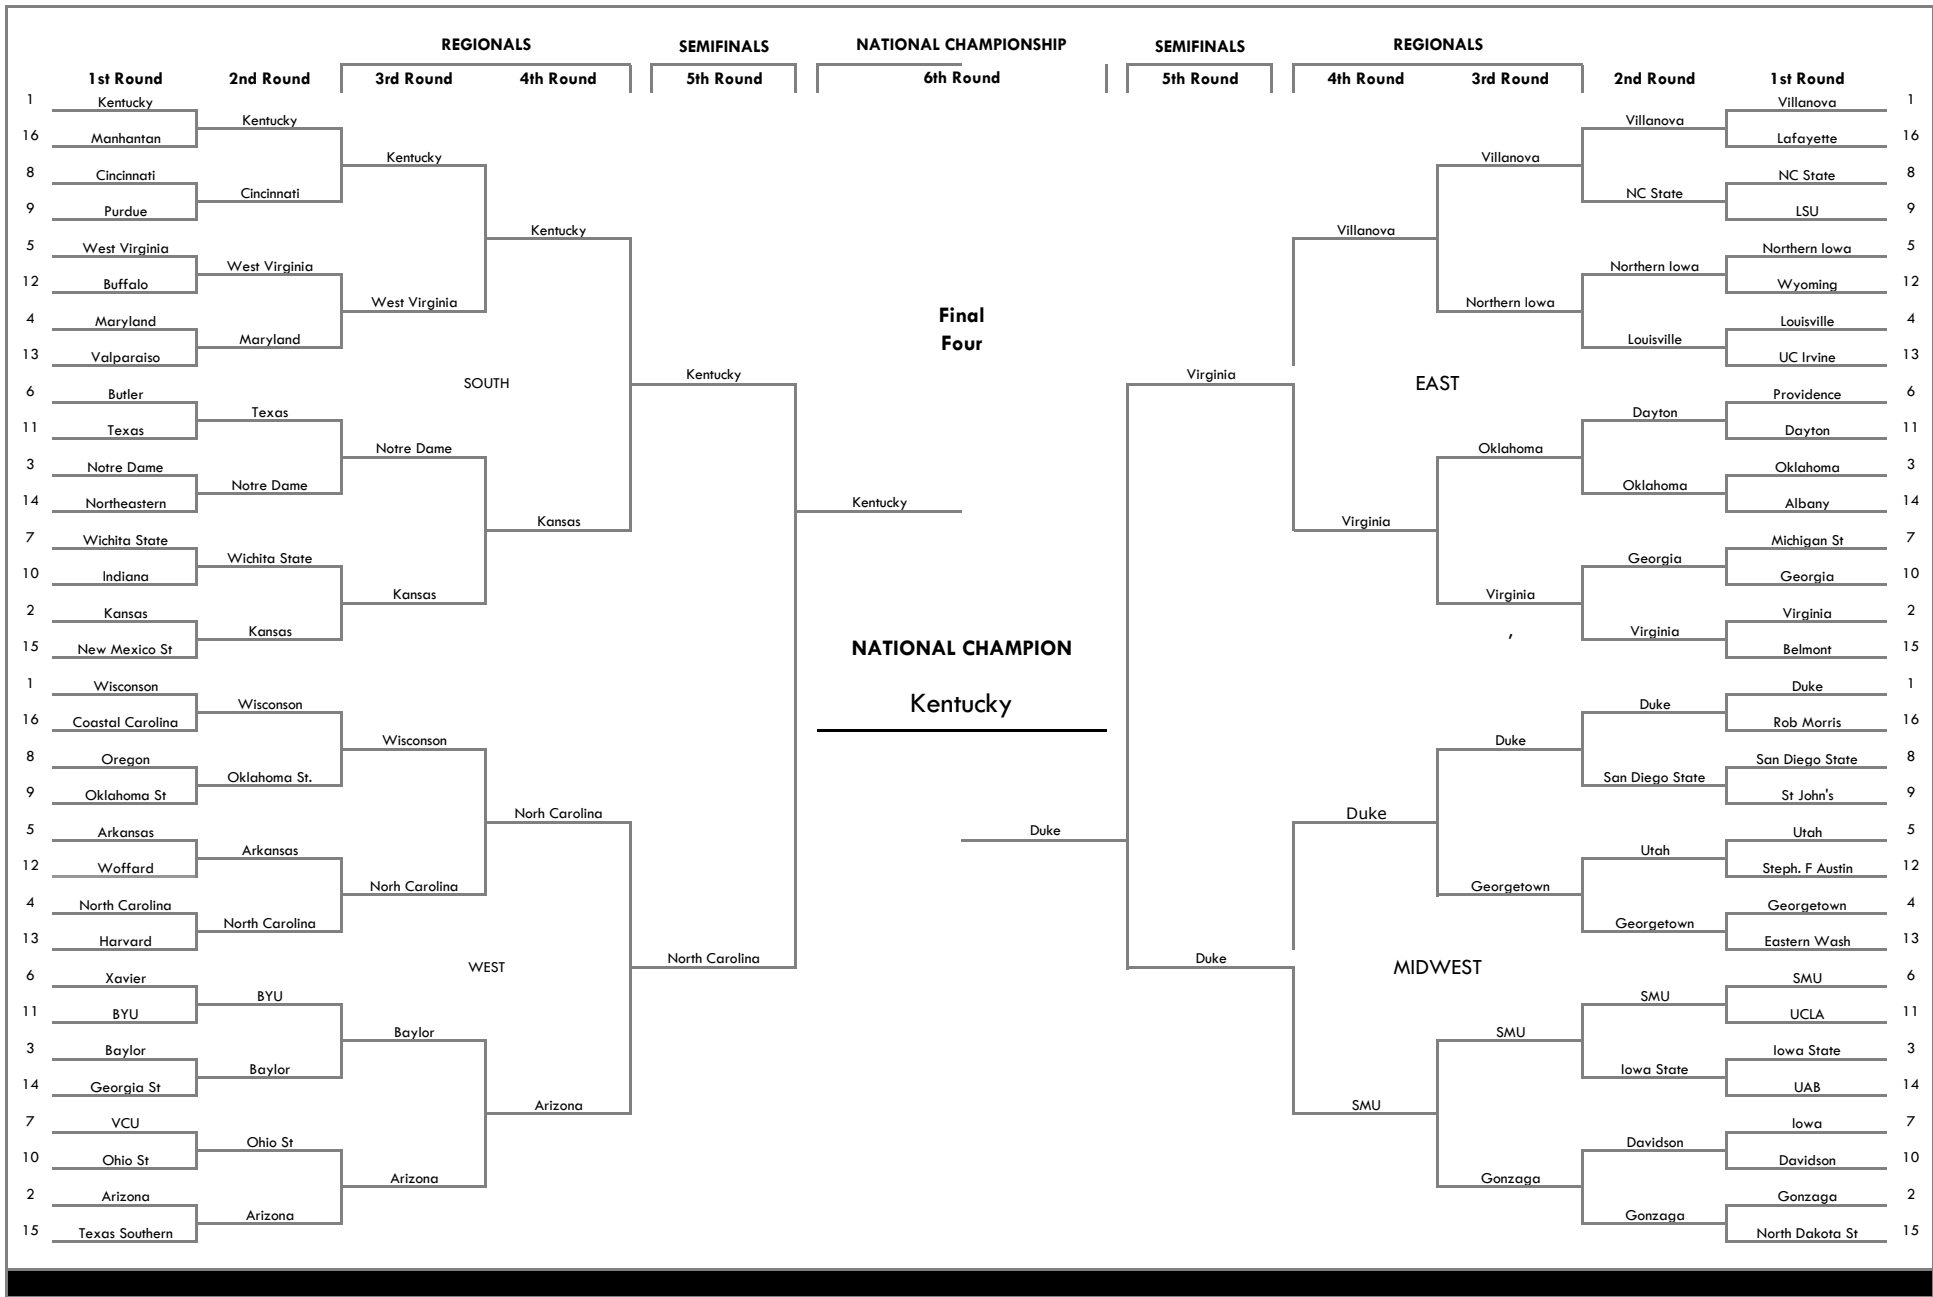 REGIONALS
SEMIFINALS
NATIONAL CHAMPIONSHIP
SEMIFINALS
REGIONALS
1st Round
2nd Round
3rd Round
4th Round
5th Round
6th Round
5th Round
4th Round
3rd Round
2nd Round
1st Round
1 Kentucky
16 Manhantan
8 Cincinnati
9 Purdue
5 West Virginia
12 Buffalo
4 Maryland
13 Valparaiso
6 Butler
11 Texas
3 Notre Dame
14 Northeastern
7 Wichita State
10 Indiana
2 Kansas
15 New Mexico St
1 Wisconson
16 Coastal Carolina
8 Oregon
9 Oklahoma St
5 Arkansas
12 Woffard
4 North Carolina
13 Harvard
6 Xavier
11 BYU
3 Baylor
14 Georgia St
7 VCU
10 Ohio St
2 Arizona
15 Texas Southern
Kentucky
Cincinnati
West Virginia
Maryland
Texas
Notre Dame
Wichita State
Kansas
Wisconson
Oklahoma St.
Arkansas
North Carolina
BYU
Baylor
Ohio St
Arizona
Kentucky
West Virginia
Notre Dame
Kansas
Wisconson
Norh Carolina
Baylor
Arizona
Kentucky
SOUTH
Kansas
Norh Carolina
WEST
Arizona
Kentucky
North Carolina
Final
Four
Kentucky
NATIONAL CHAMPION
Kentucky
Duke
Virginia
Duke
Villanova
EAST
Virginia
Duke
MIDWEST
SMU
Villanova
Northern Iowa
Oklahoma
Virginia
,
Duke
Georgetown
SMU
Gonzaga
Villanova
NC State
Northern Iowa
Louisville
Dayton
Oklahoma
Georgia
Virginia
Duke
San Diego State
Utah
Georgetown
SMU
Iowa State
Davidson
Gonzaga
Villanova 1
Lafayette 16
NC State 8
LSU 9
Northern Iowa 5
Wyoming 12
Louisville 4
UC Irvine 13
Providence 6
Dayton 11
Oklahoma 3
Albany 14
Michigan St 7
Georgia 10
Virginia 2
Belmont 15
Duke 1
Rob Morris 16
San Diego State 8
St John's 9
Utah 5
Steph. F Austin 12
Georgetown 4
Eastern Wash 13
SMU 6
UCLA 11
Iowa State 3
UAB 14
Iowa 7
Davidson 10
Gonzaga 2
North Dakota St 15